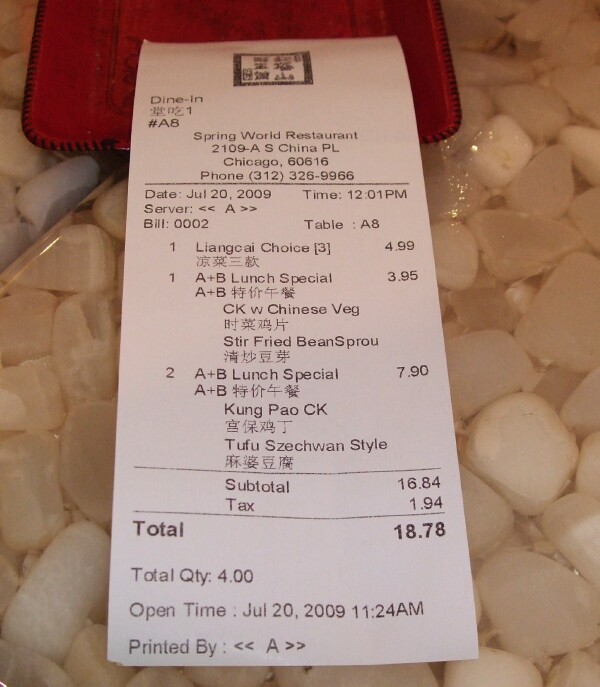 Dine-in
堂吃1
#A8
Spring World Restaurant
2109-A S China PL
Chicago, 60616
Phone (312) 326-9966
Date: Jul 20, 2009 Time: 12:01PM
Server: << A >>
Bill: 0002 Table : A8
1 Liangcai Choice [3] 4.99
凉菜三款
1 A+B Lunch Special 3.95
A+B 特价午餐
CK w Chinese Veg
时菜鸡片
Stir Fried BeanSprou
清炒豆芽
2 A+B Lunch Special 7.90
A+B 特价午餐
Kung Pao CK
宫保鸡丁
Tufu Szechwan Style
麻婆豆腐
Subtotal 16.84
Tax 1.94
Total 18.78
Total Qty: 4.00
Open Time : Jul 20, 2009 11:24AM
Printed By : << A >>